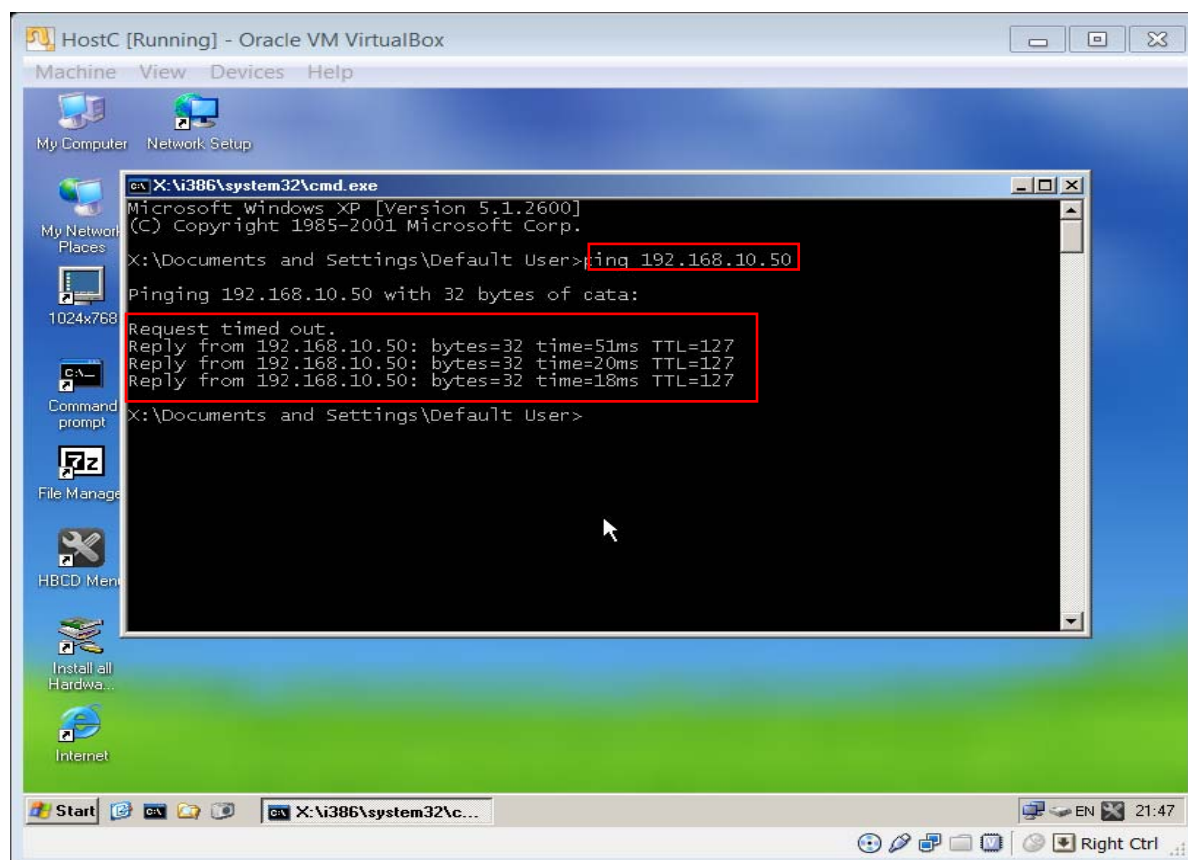 HostC [Running] - Oracle VM VirtualBox
Machine View Devices Help
My Computer
Network Setup
X:\i386\system32\cmd.exe
Microsoft Windows XP [Version 5.1.2600]
(C) Copyright 1985-2001 Microsoft Corp.
My Network
Places
X:\Documents and Settings\Default User>ping 192.168.10.50
Pinging 192.168.10.50 with 32 bytes of data:
1024x768
Request timed out.
Reply from 192.168.10.50: bytes=32 time=51ms TTL=127
Reply from 192.168.10.50: bytes=32 time=20ms TTL=127
Reply from 192.168.10.50: bytes=32 time=18ms TTL=127
C:\_
Command
prompt
X:\Documents and Settings\Default User>
7z
File Manage
HBCD Men
Install all
Hardwa...
Internet
Start
X:\i386\system32\c...
EN
21:47
Right Ctrl